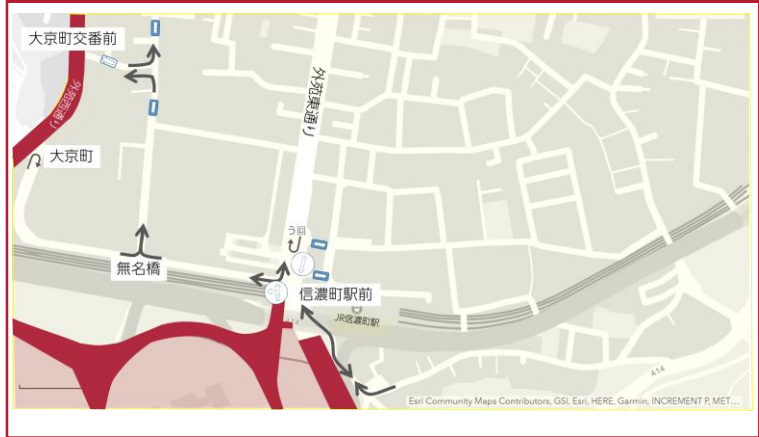 大京町交番前
外苑西通り
外苑東通り
大京町
う回
無名橋
信濃町駅前
JR信濃町駅
414
Esri Community Maps Contributors, GSI, Esri, HERE, Garmin, INCREMENT P, MET...